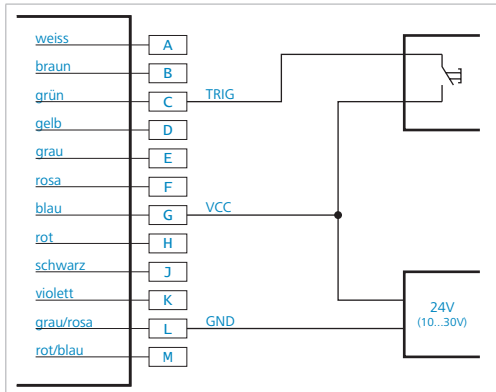 weiss A
braun B
grün C TRIG
gelb D
grau E
rosa F
blau G VCC
rot H
schwarz J
violett K
24V
(10...30V)
grau/rosa L GND
rot/blau M